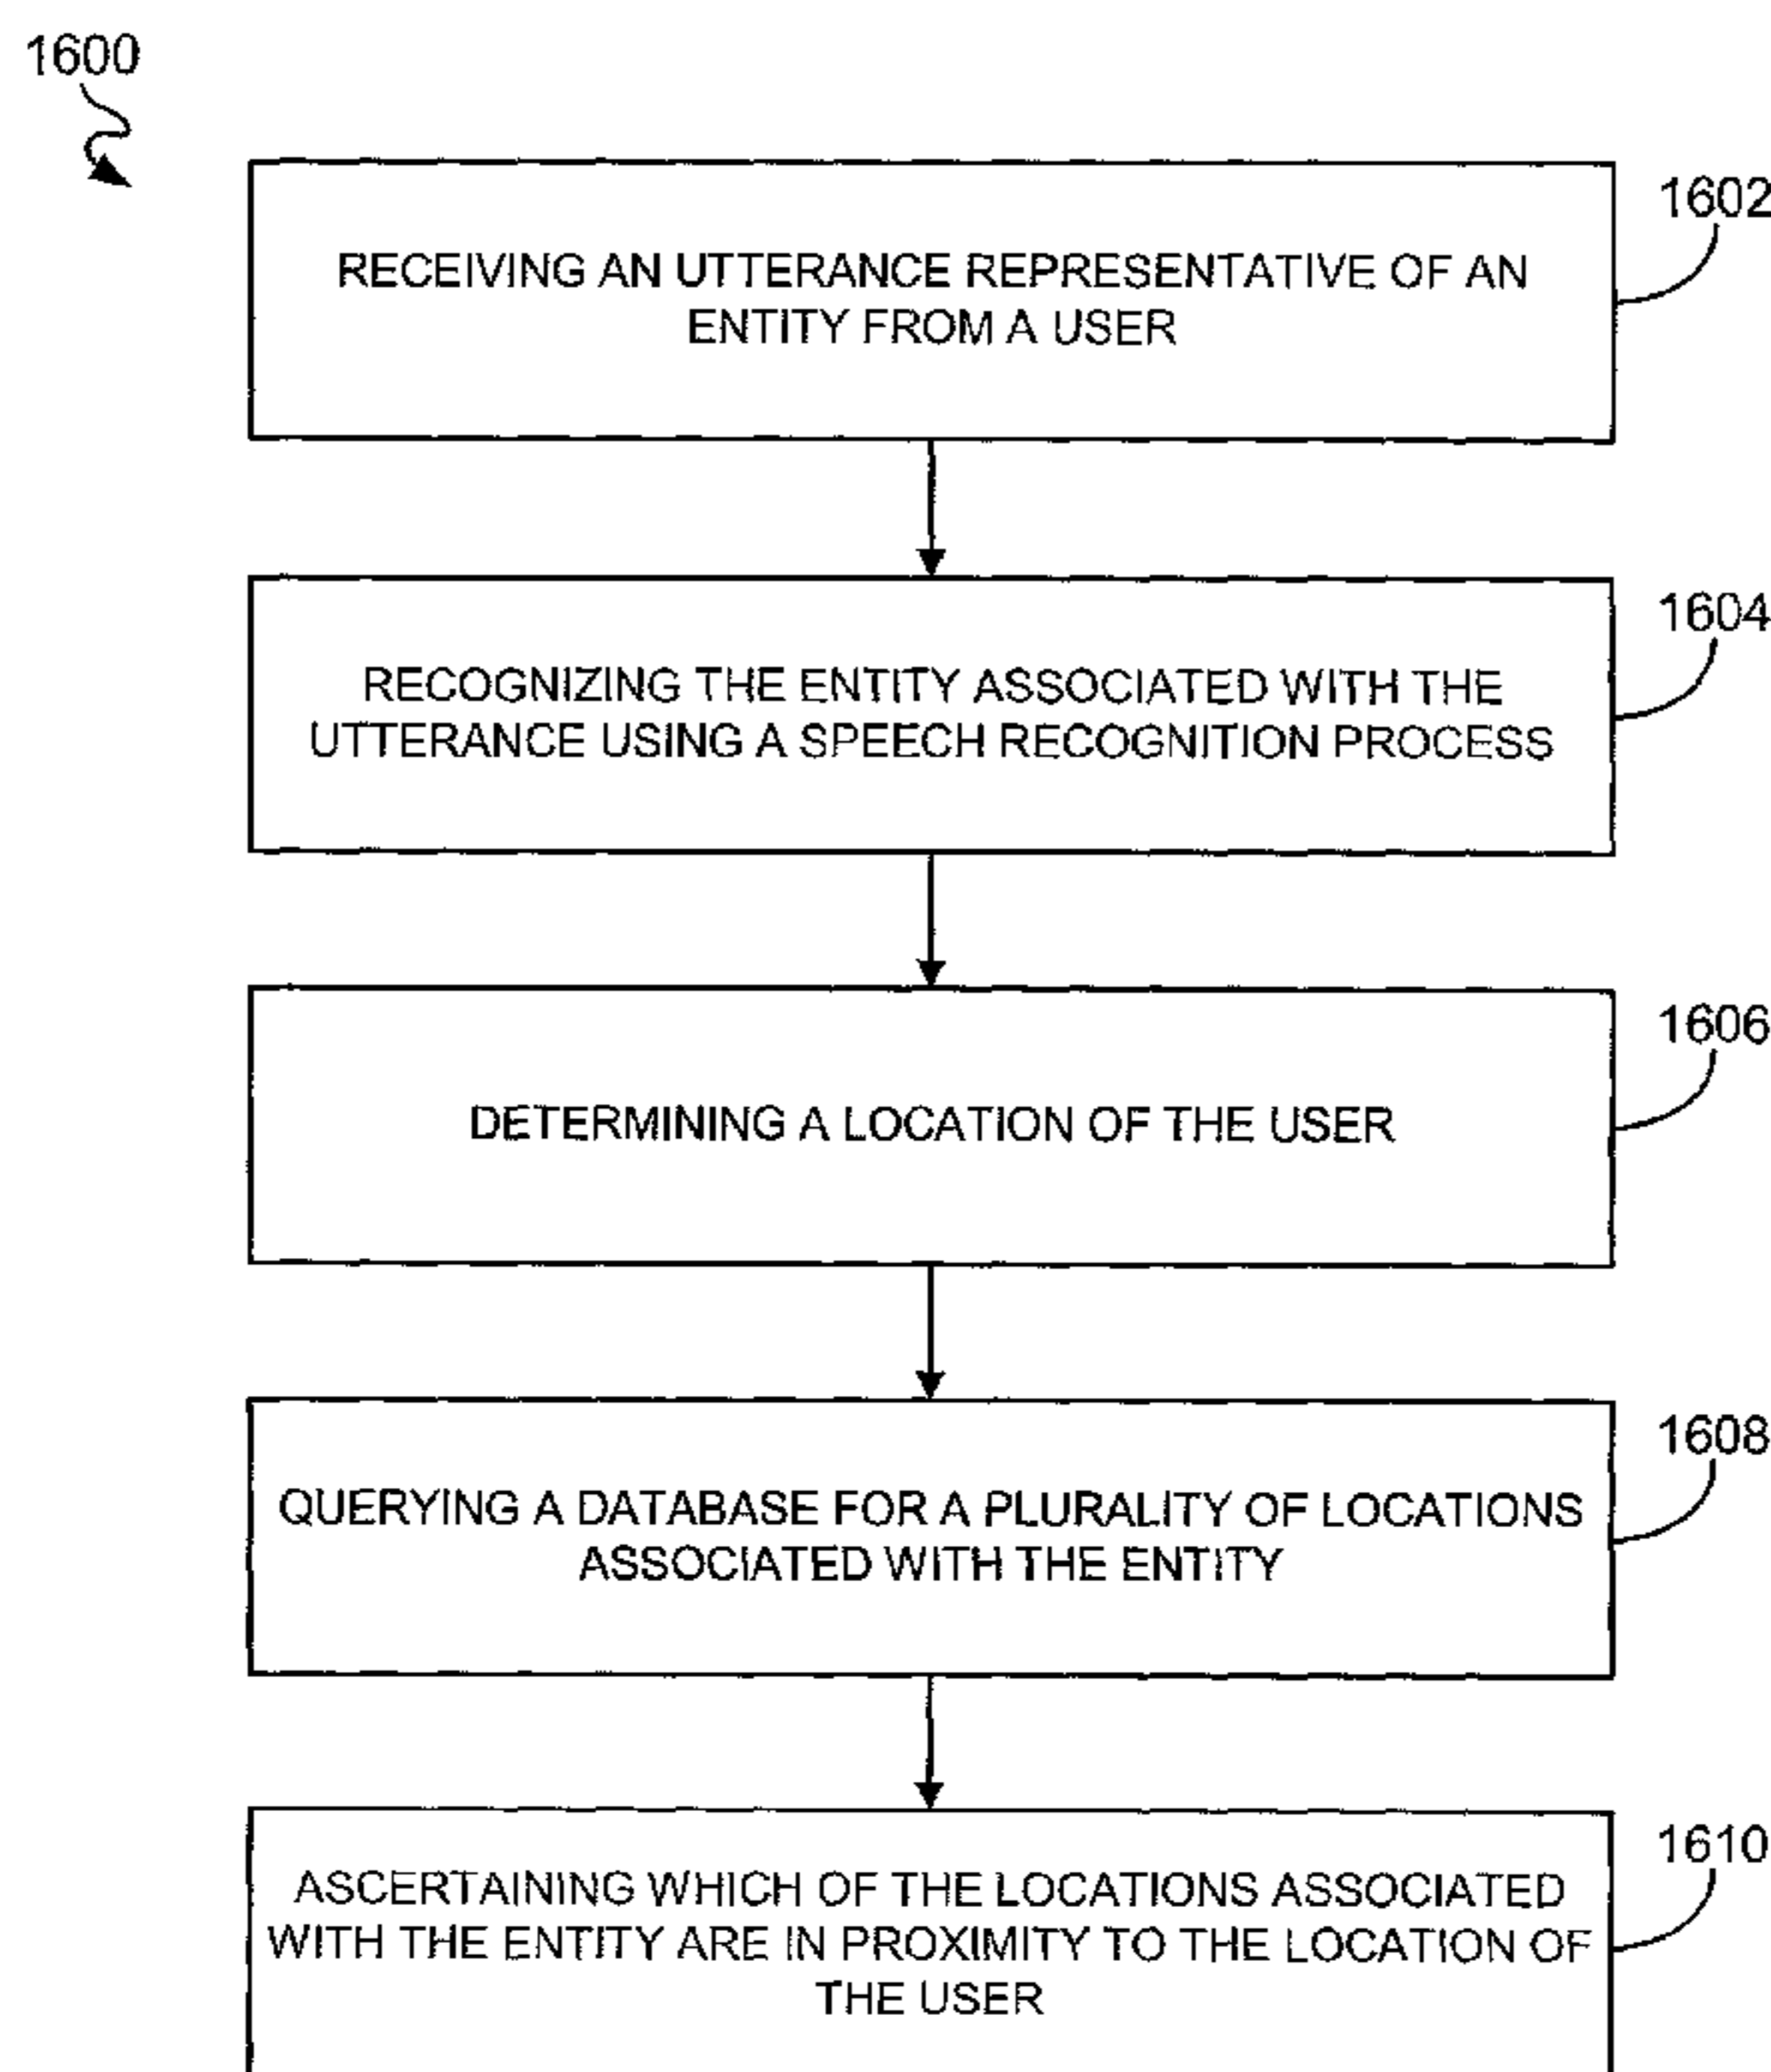 1600
1602
RECEIVING AN UTTERANCE REPRESENTATIVE OF AN
ENTITY FROM A USER
1604
RECOGNIZING THE ENTITY ASSOCIATED WITH THE
UTTERANCE USING A SPEECH RECOGNITION PROCESS
1606
DETERMINING A LOCATION OF THE USER
1608
QUERYING A DATABASE FOR A PLURALITY OF LOCATIONS
ASSOCIATED WITH THE ENTITY
1610
ASCERTAINING WHICH OF THE LOCATIONS ASSOCIATED
WITH THE ENTITY ARE IN PROXIMITY TO THE LOCATION OF
THE USER